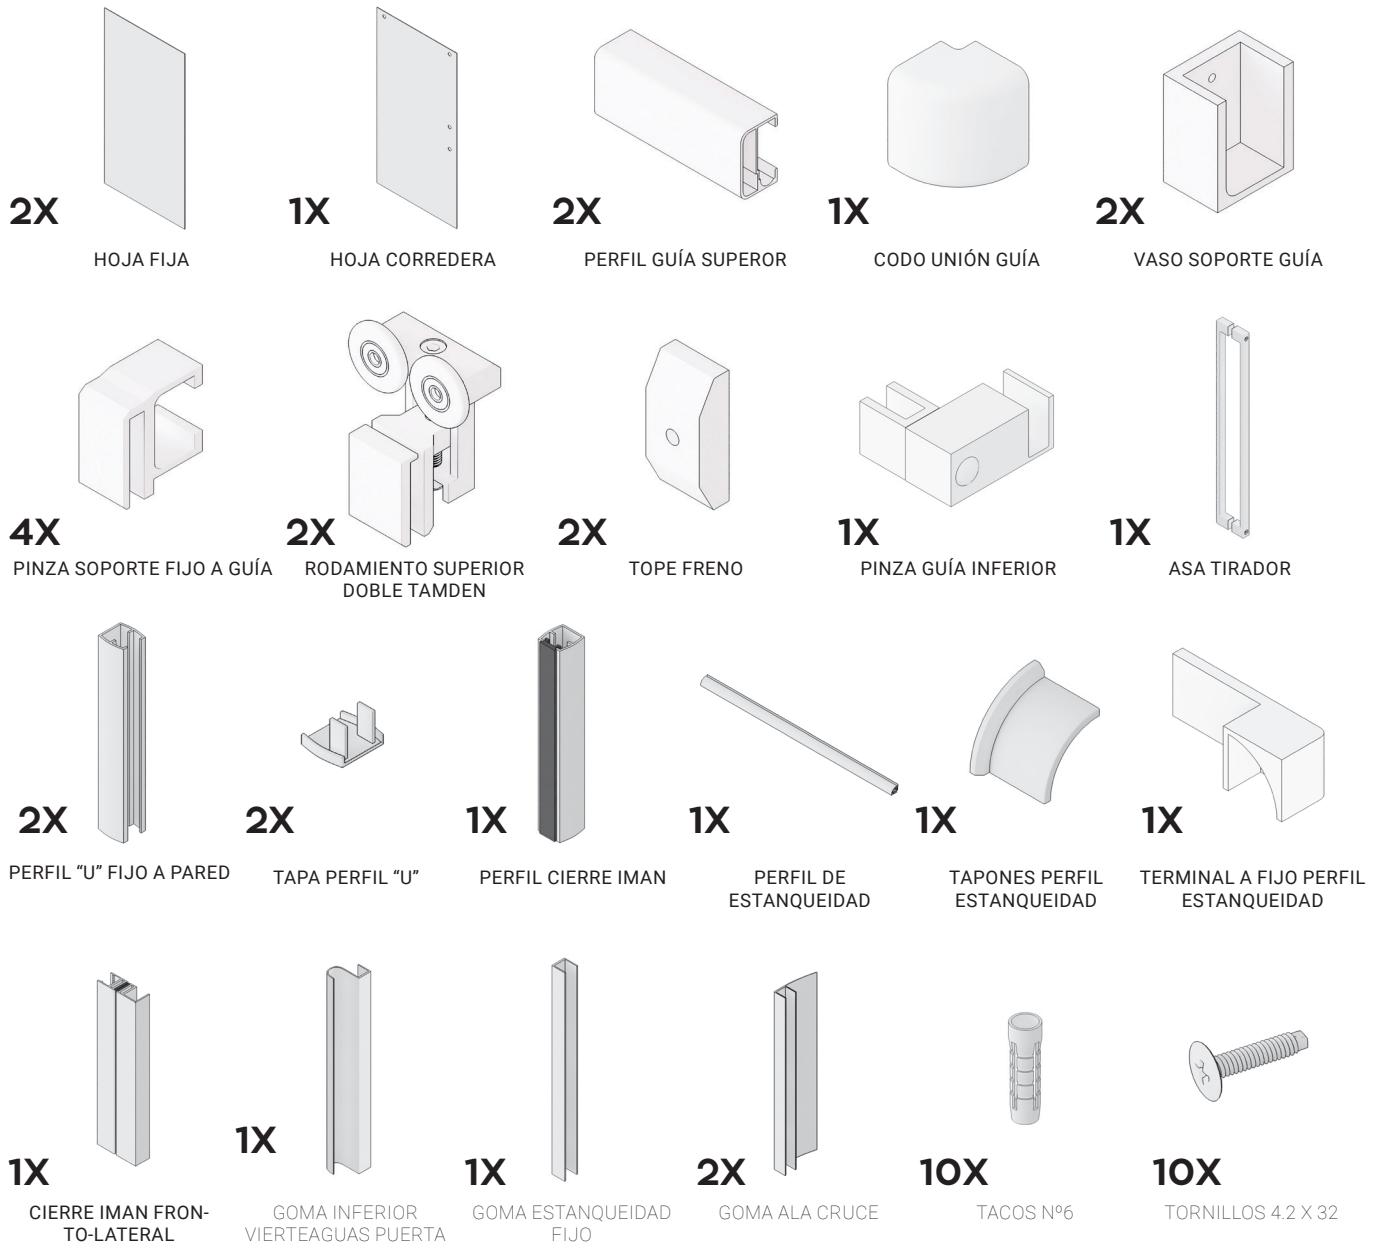 2X
1X
2X
1X
2X
HOJA FIJA
HOJA CORREDERA
PERFIL GUÍA SUPEROR
CODO UNIÓN GUÍA
VASO SOPORTE GUÍA
4X
2X
2X
1X
1X
PINZA SOPORTE FIJO A GUÍA
RODAMIENTO SUPERIOR
DOBLE TAMDEN
TOPE FRENO
PINZA GUÍA INFERIOR
ASA TIRADOR
2X
2X
1X
1X
1X
1X
PERFIL “U” FIJO A PARED
TAPA PERFIL “U”
PERFIL CIERRE IMAN
PERFIL DE
ESTANQUEIDAD
TAPONES PERFIL
ESTANQUEIDAD
TERMINAL A FIJO PERFIL
ESTANQUEIDAD
1X
1X
1X
2X
10X
10X
CIERRE IMAN FRON-
TO-LATERAL
GOMA INFERIOR
VIERTEAGUAS PUERTA
GOMA ESTANQUEIDAD
FIJO
GOMA ALA CRUCE
TACOS Nº6
TORNILLOS 4.2 X 32